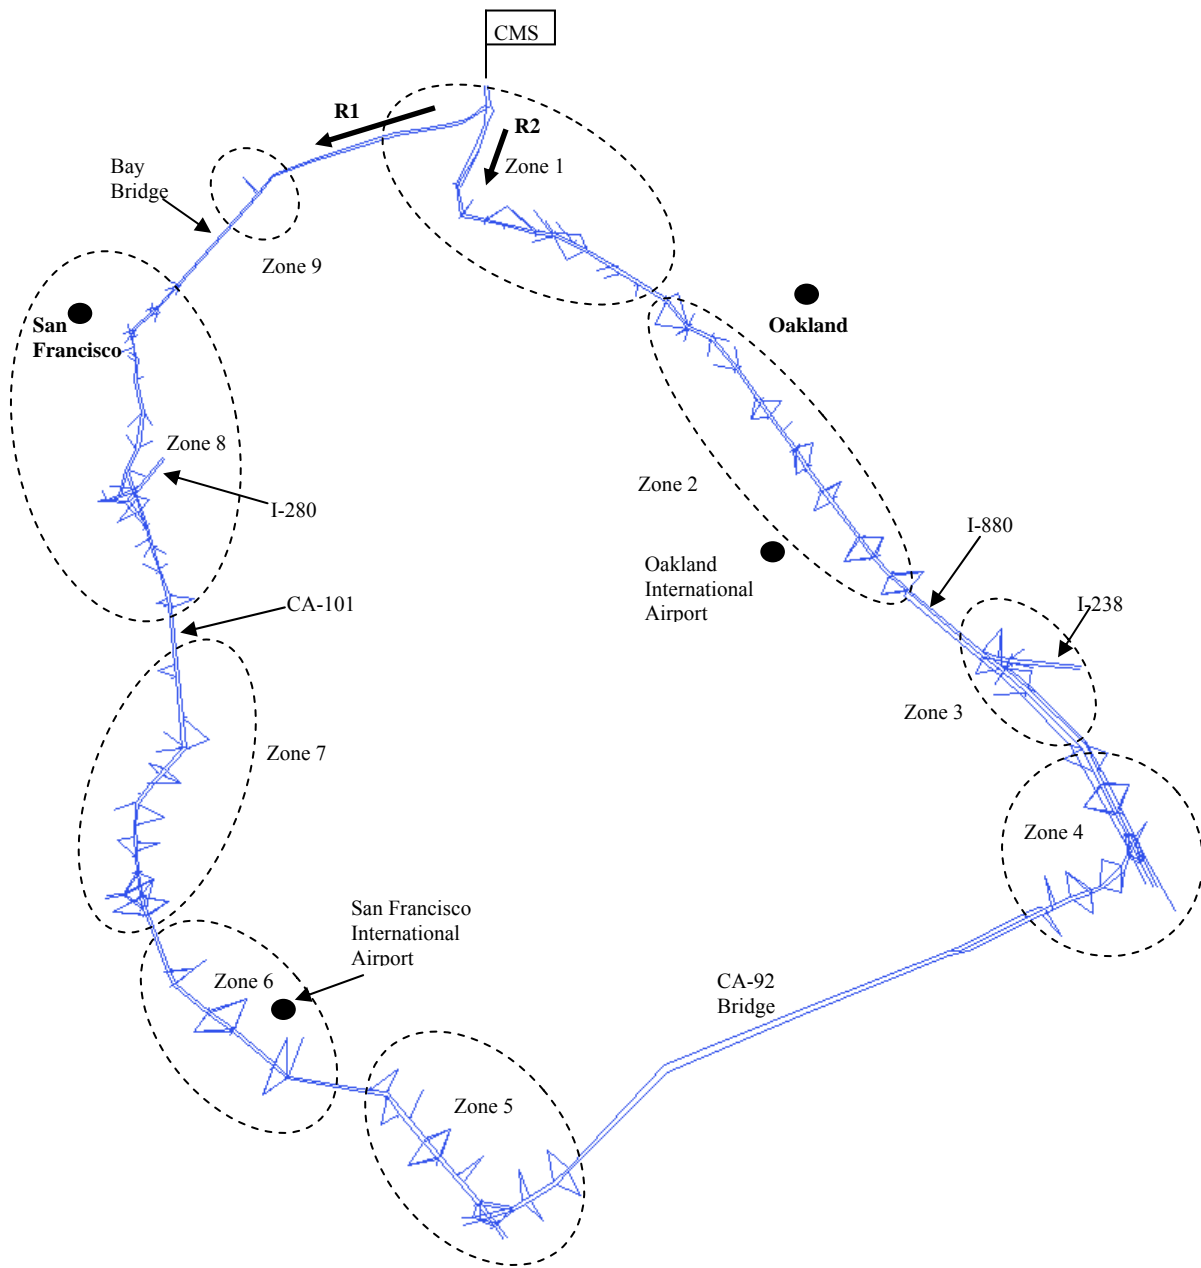 CMS
R1
R2
Zone 1
Bay
Bridge
Zone 9
San
Francisco
Oakland
Zone 8
Zone 2
I-280
I-880
Oakland
International
Airport
I-238
CA-101
Zone 3
Zone 7
Zone 4
San Francisco
International
Airport
Zone 6
CA-92
Bridge
Zone 5